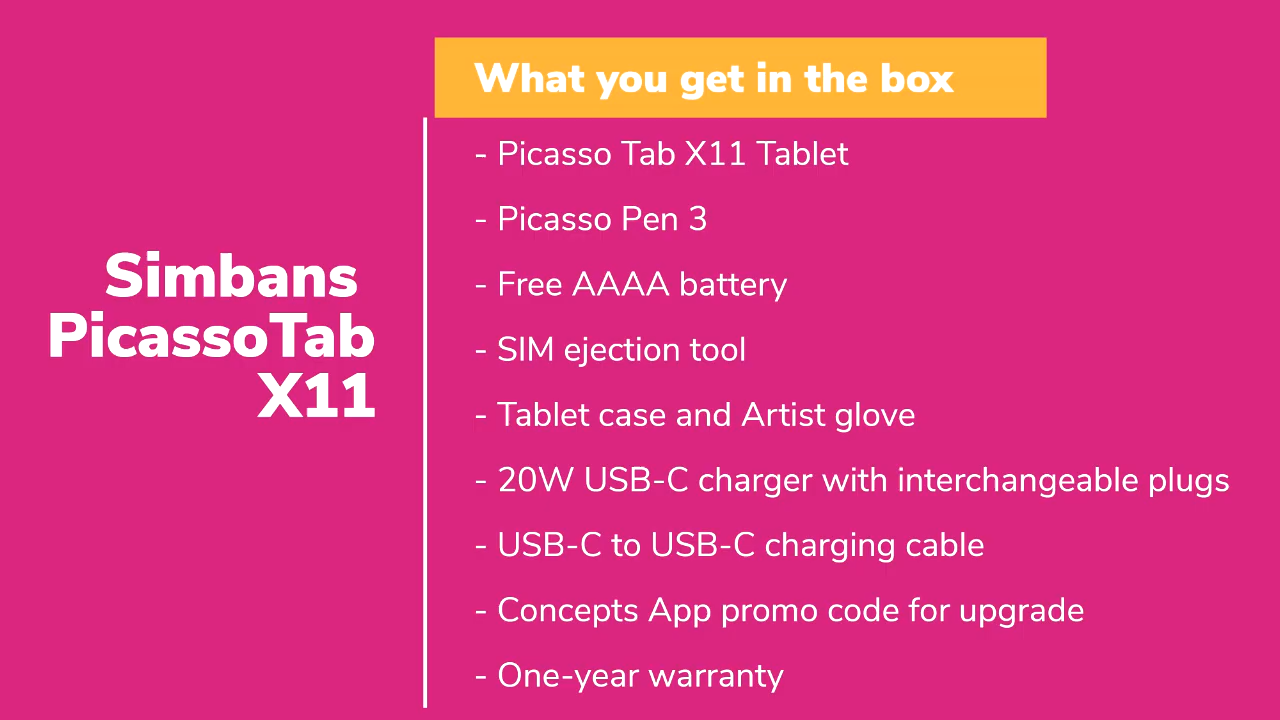 Simbans
PicassoTab
X11
What you get in the box
- Picasso Tab X11 Tablet
- Picasso Pen 3
- Free AAAA battery
- SIM ejection tool
- Tablet case and Artist glove
- 20W USB-C charger with interchangeable plugs
- USB-C to USB-C charging cable
- Concepts App promo code for upgrade
- One-year warranty